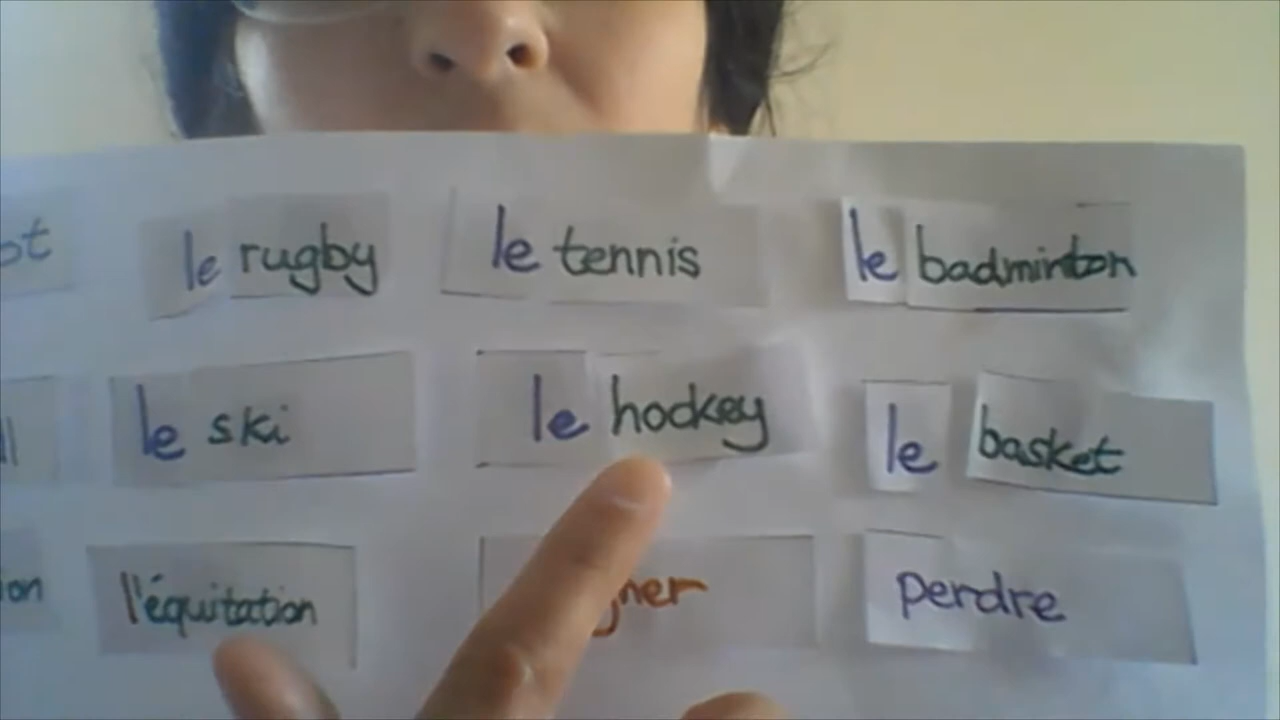 le rugby le tennis le badminton
le ski le hockey le basket
l'équitation perdre